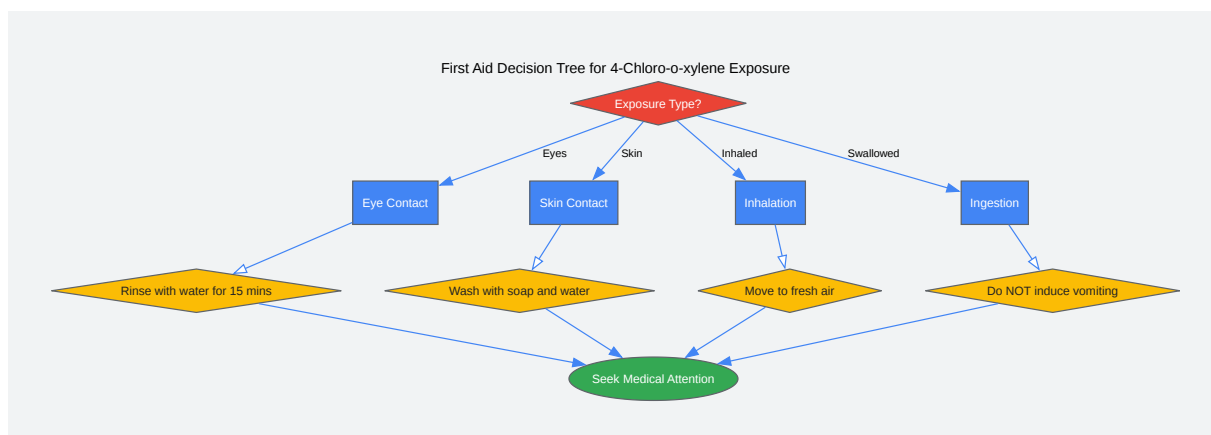 First Aid Decision Tree for 4-Chloro-o-xylene Exposure
Exposure Type?
Eyes
Skin
Inhaled
Swallowed
Eye Contact
Skin Contact
Inhalation
Ingestion
Rinse with water for 15 mins
Wash with soap and water
Move to fresh air
Do NOT induce vomiting
Seek Medical Attention